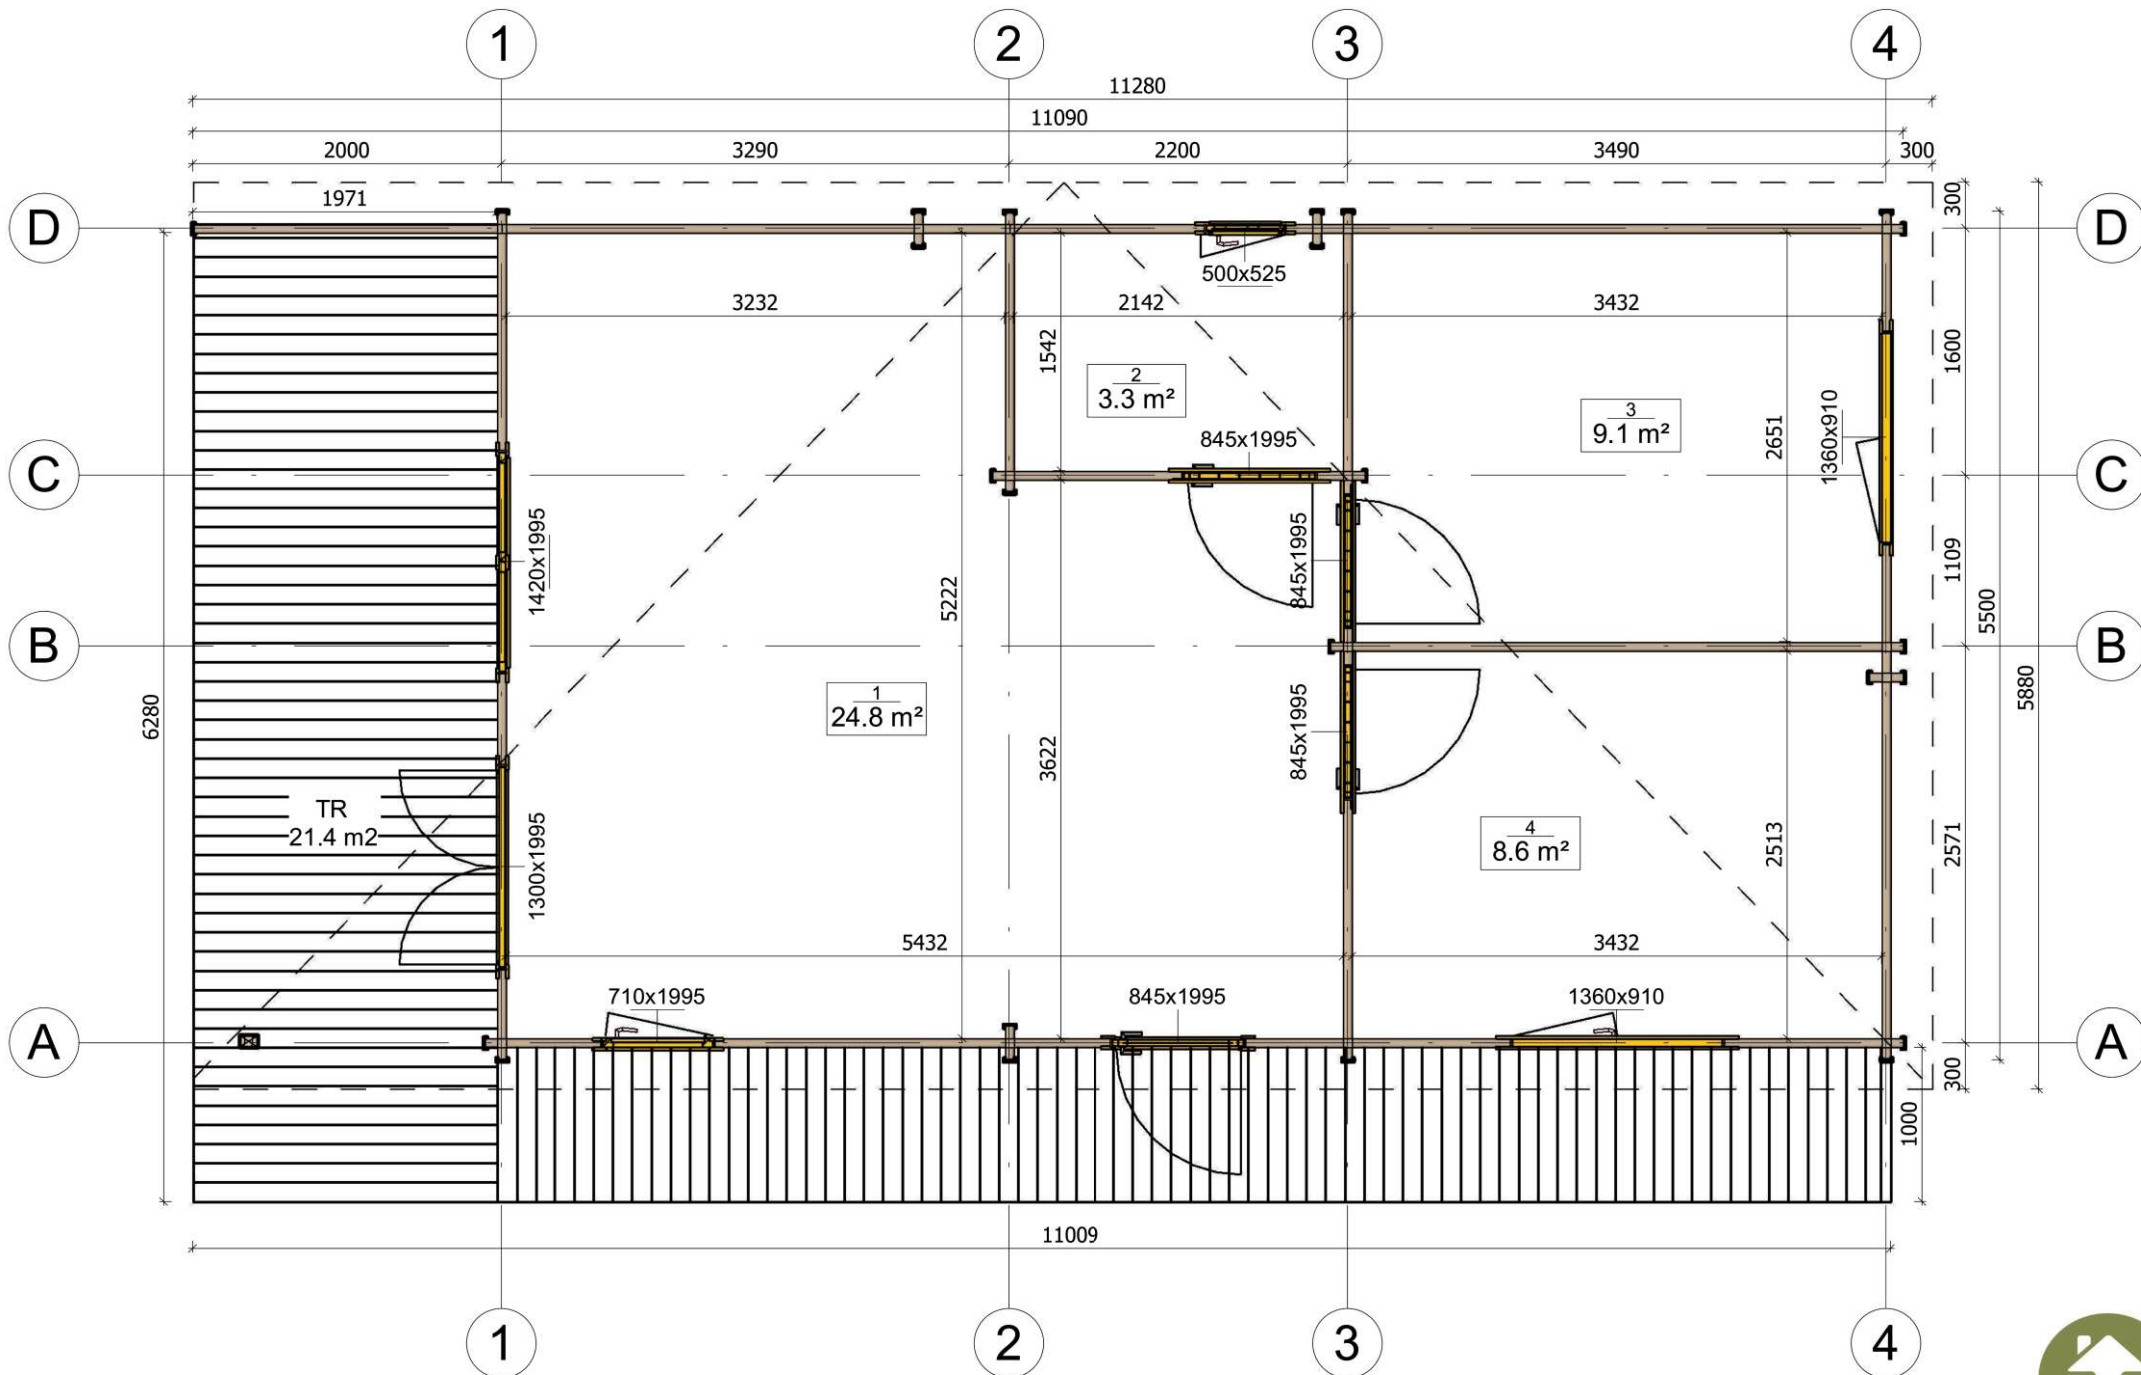 1 2 3 4
11280
11090
2000 3290 2200 3490 300
1971
D D
300
500x525
3232 2142 3432
1542
1600
2
3.3 m²
3
9.1 m²
1360x910
2651
845x1995
C C
1420x1995
845x1995
1109
5222
5500
B B
5880
6280
1
24.8 m²
3622
845x1995
TR
21.4 m2
4
8.6 m²
2513
2571
1300x1995
5432 3432
710x1995 845x1995 1360x910
A A
300
1000
11009
1 2 3 4